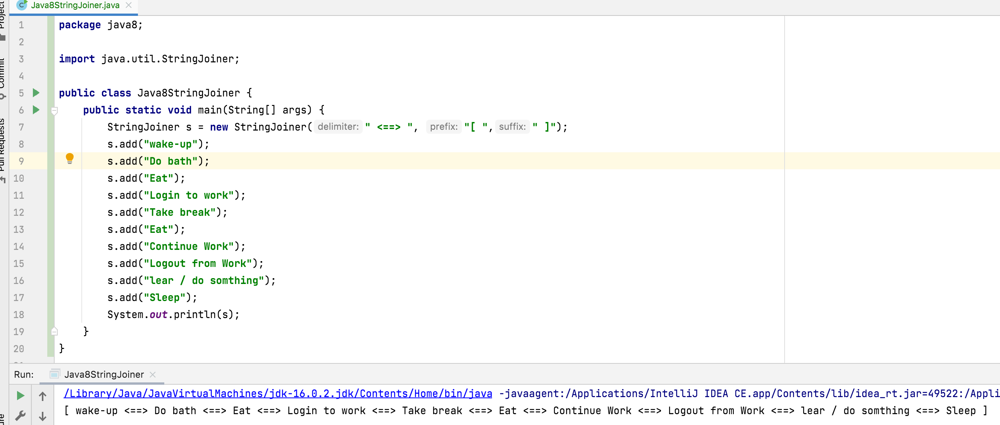 Java8StringJoiner.java
Project
Commit
Pull Requests
1 package java8;
2
3 import java.util.StringJoiner;
4
5 public class Java8StringJoiner {
6 public static void main(String[] args) {
7 StringJoiner s = new StringJoiner( delimiter: " <==> ", prefix: "[ ", suffix: " ]");
8 s.add("wake-up");
9 s.add("Do bath");
10 s.add("Eat");
11 s.add("Login to work");
12 s.add("Take break");
13 s.add("Eat");
14 s.add("Continue Work");
15 s.add("Logout from Work");
16 s.add("lear / do somthing");
17 s.add("Sleep");
18 System.out.println(s);
19 }
20 }
Run: Java8StringJoiner
/Library/Java/JavaVirtualMachines/jdk-16.0.2.jdk/Contents/Home/bin/java -javaagent:/Applications/IntelliJ IDEA CE.app/Contents/lib/idea_rt.jar=49522:/Appli
[ wake-up <==> Do bath <==> Eat <==> Login to work <==> Take break <==> Eat <==> Continue Work <==> Logout from Work <==> lear / do somthing <==> Sleep ]